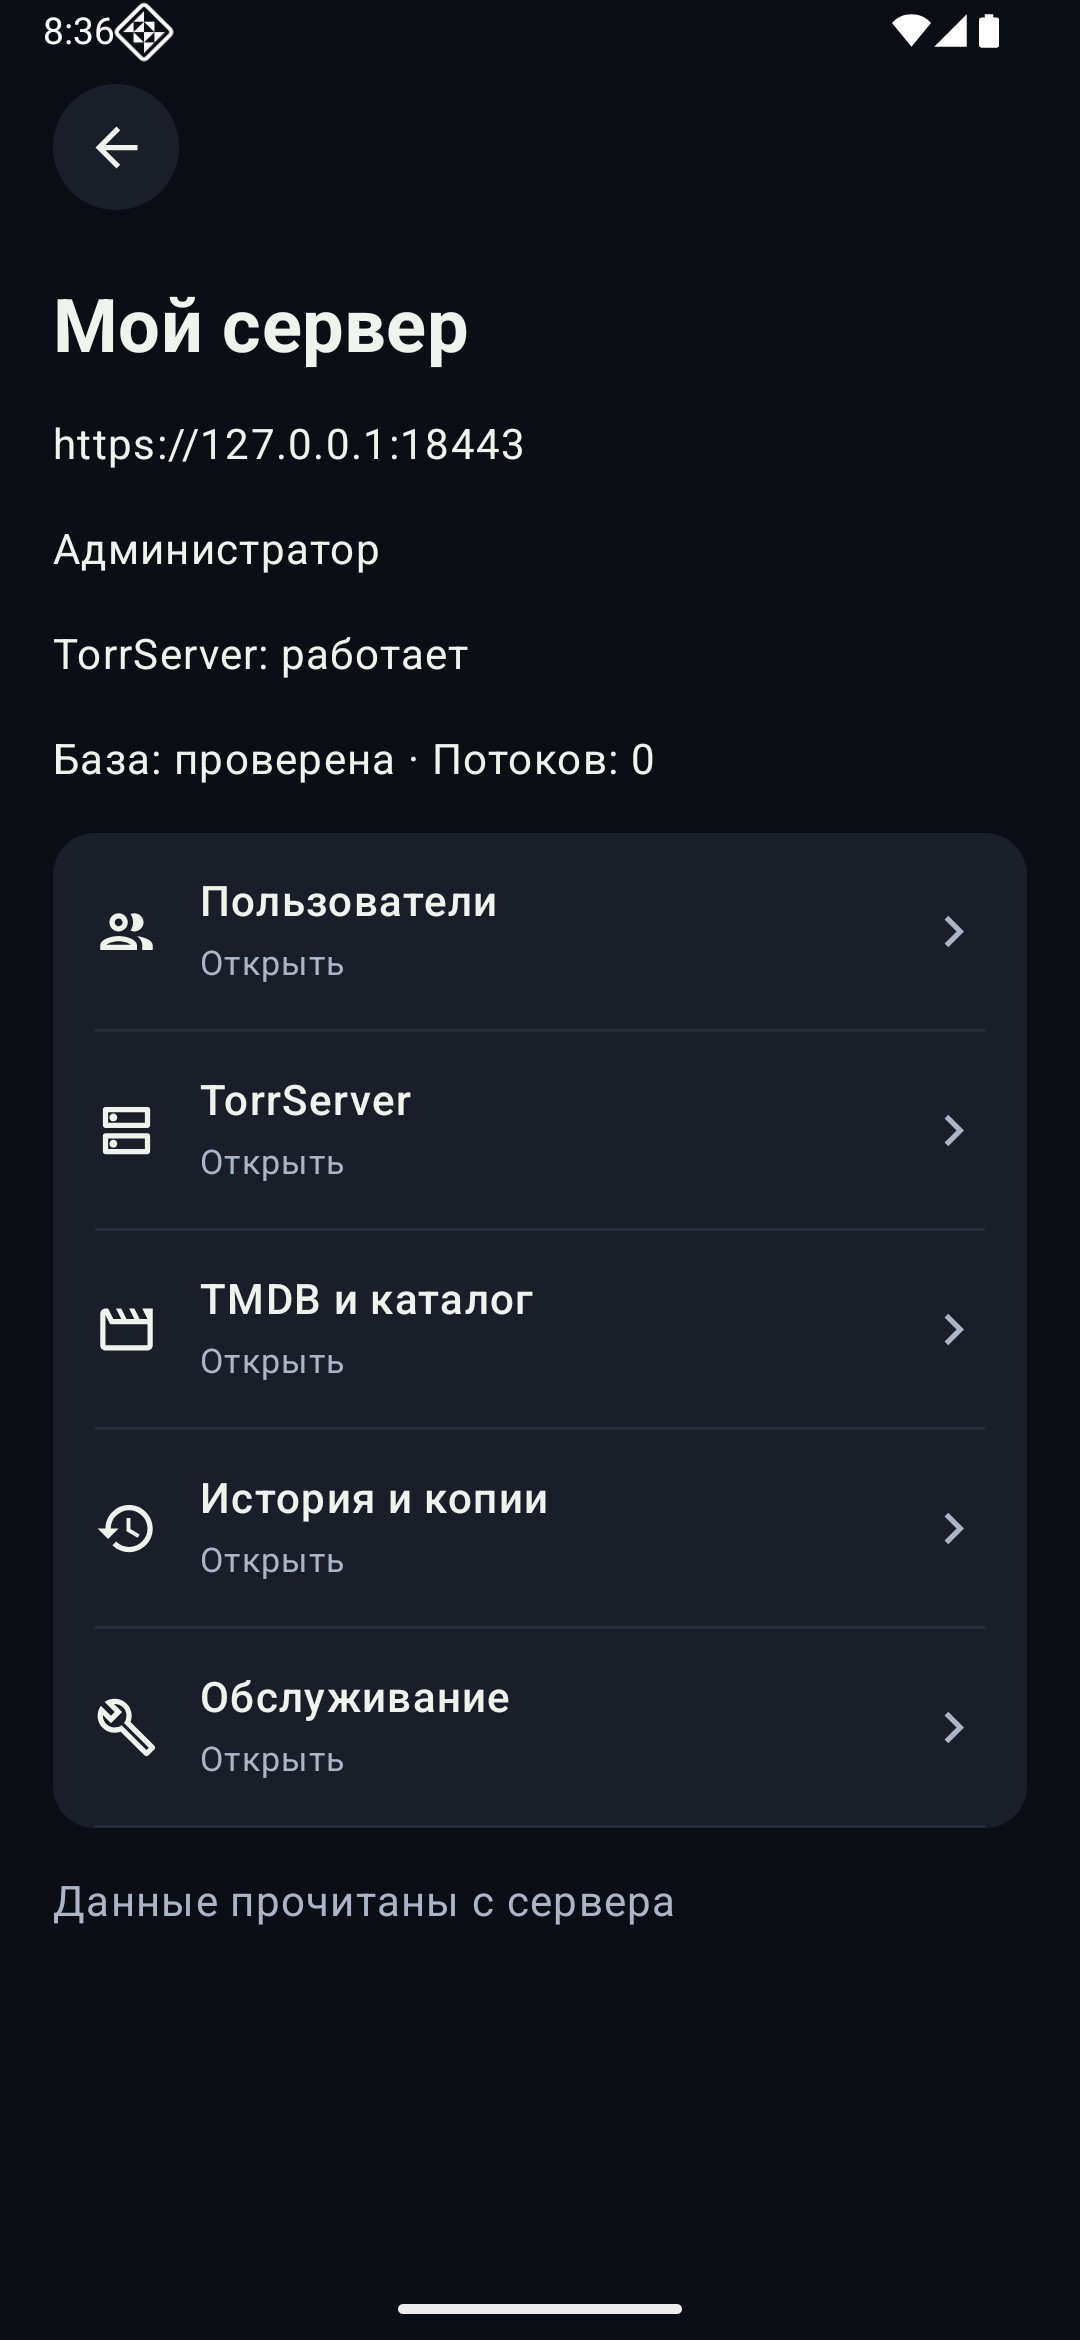 8:36
Мой сервер
https://127.0.0.1:18443
Администратор
TorrServer: работает
База: проверена · Потоков: 0
Пользователи
Открыть
TorrServer
Открыть
TMDB и каталог
Открыть
История и копии
Открыть
Обслуживание
Открыть
Данные прочитаны с сервера